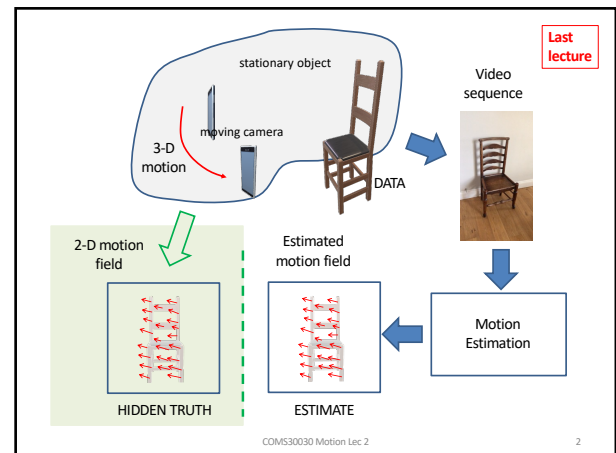 Last
lecture
stationary object
Video
sequence
moving camera
3-D
motion
DATA
2-D motion
field
Estimated
motion field
Motion
Estimation
HIDDEN TRUTH
ESTIMATE
COMS30030 Motion Lec 2
2